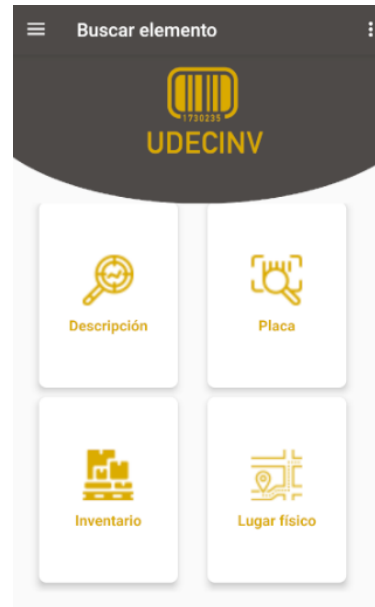 Buscar elemento
1730235
UDECINV
Descripción
Placa
Inventario
Lugar físico